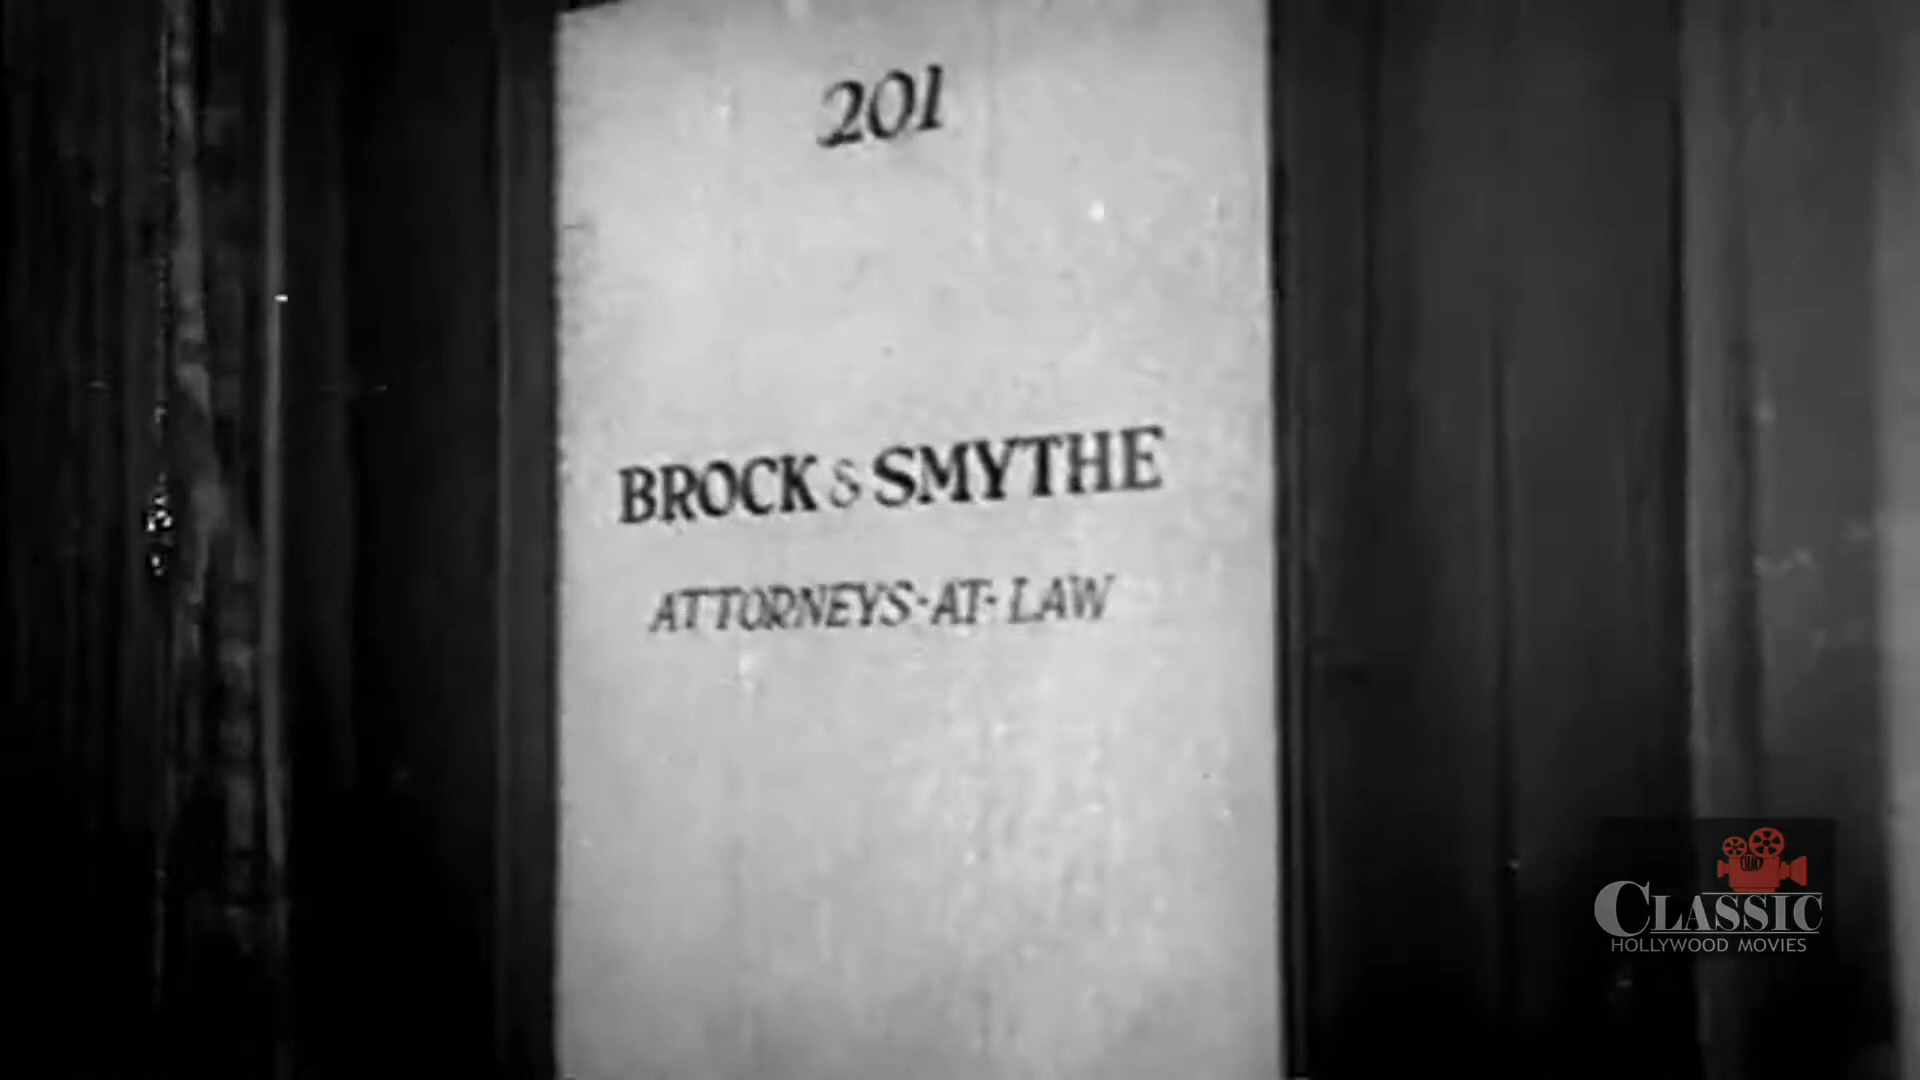 201
BROCK & SMYTHE
ATTORNEYS-AT-LAW
CLASSIC
HOLLYWOOD MOVIES